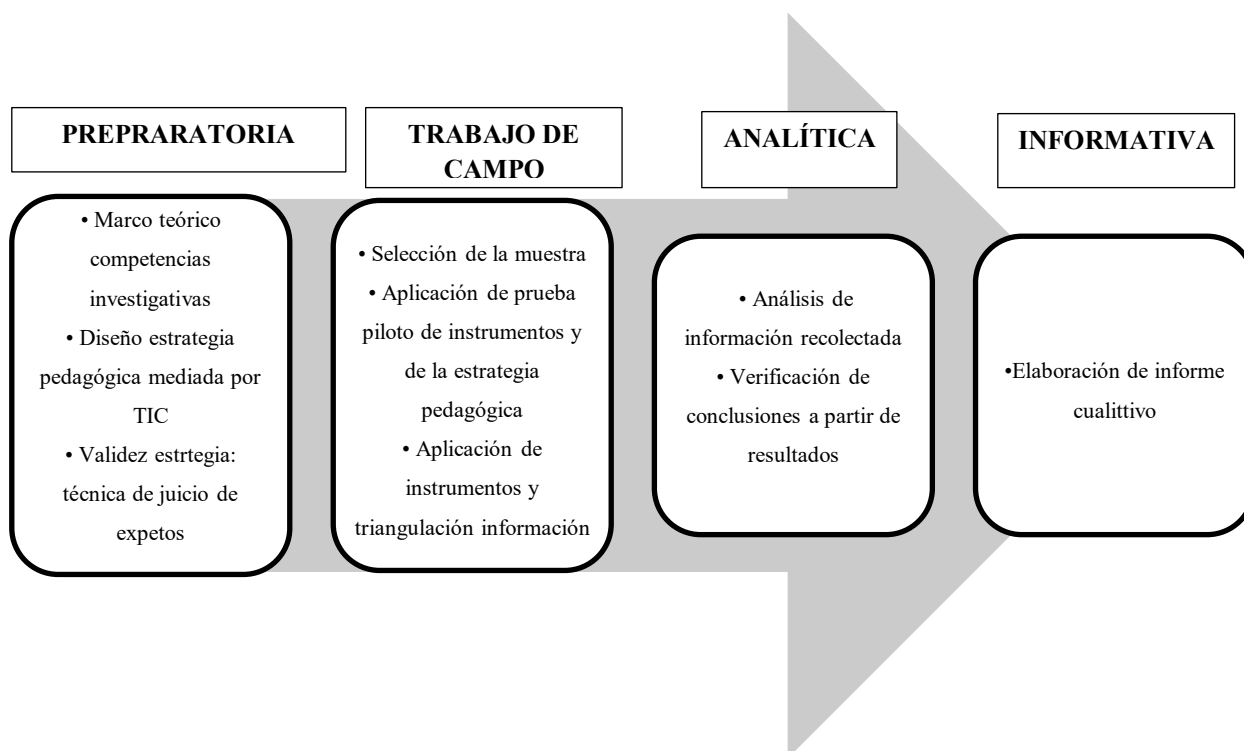 PREPRARATORIA
• Marco teórico
competencias
investigativas
• Diseño estrategia
pedagógica mediada por
TIC
• Validez estrtegia:
técnica de juicio de
expetos
TRABAJO DE
CAMPO
• Selección de la muestra
• Aplicación de prueba
piloto de instrumentos y
de la estrategia
pedagógica
• Aplicación de
instrumentos y
triangulación información
ANALÍTICA
• Análisis de
información recolectada
• Verificación de
conclusiones a partir de
resultados
INFORMATIVA
•Elaboración de informe
cualittivo